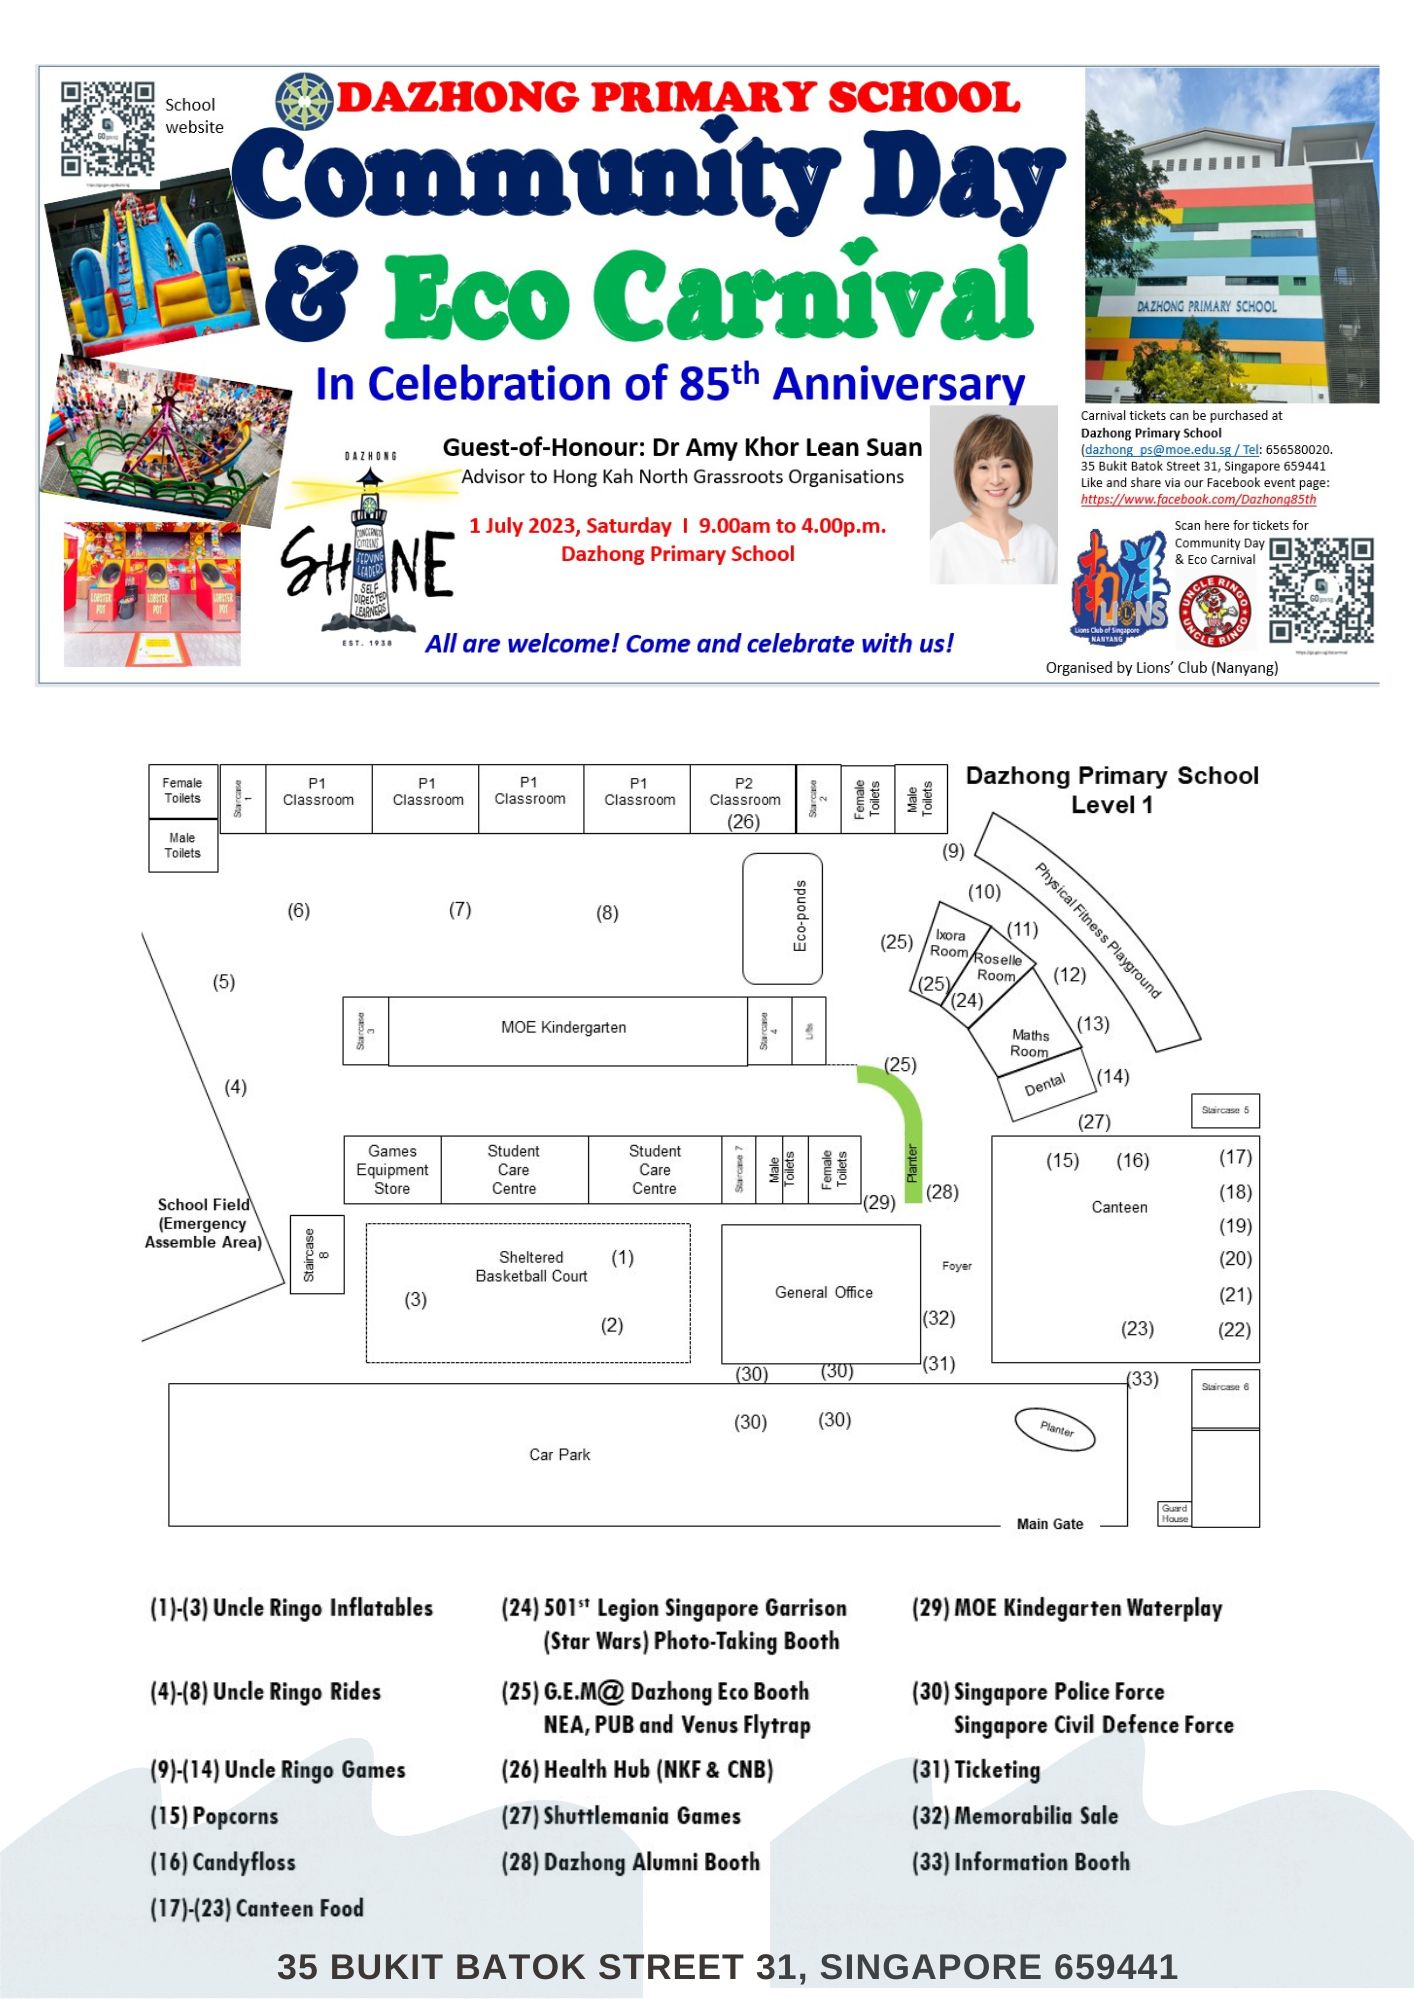 School
website
DAZHONG PRIMARY SCHOOL
Community Day
& Eco Carnival
In Celebration of 85th Anniversary
DAZHONG PRIMARY SCHOOL
Guest-of-Honour: Dr Amy Khor Lean Suan
Advisor to Hong Kah North Grassroots Organisations
1 July 2023, Saturday I 9.00am to 4.00p.m.
Dazhong Primary School
DAZHONG
SHINE
CONCERNED
CITIZENS
SERVING
LEADERS
SELF
DIRECTED
LEARNERS
EST. 1938
LOBSTER
POT
LOBSTER
POT
LOBSTER
POT
All are welcome! Come and celebrate with us!
Carnival tickets can be purchased at
Dazhong Primary School
(dazhong_ps@moe.edu.sg / Tel: 656580020.
35 Bukit Batok Street 31, Singapore 659441
Like and share via our Facebook event page:
https://www.facebook.com/Dazhong85th
Scan here for tickets for
Community Day
& Eco Carnival
南洋
LIONS
Lions Club of Singapore
NANYANG
UNCLE RINGO
UNCLE RINGO
Organised by Lions' Club (Nanyang)
Dazhong Primary School
Level 1
Female
Toilets
Male
Toilets
Staircase
1
P1
Classroom
P1
Classroom
P1
Classroom
P1
Classroom
P2
Classroom
(26)
Staircase
2
Female
Toilets
Male
Toilets
(9)
Physical Fitness Playground
(10)
(6)
(7)
(8)
Eco-ponds
(25)
Ixora
Room
(25)
(11)
Roselle
Room
(24)
(12)
(5)
(13)
Maths
Room
Staircase
3
MOE Kindergarten
Staircase
4
Lifts
(25)
(14)
Dental
(4)
(27)
Staircase 5
Games
Equipment
Store
Student
Care
Centre
Student
Care
Centre
Staircase 7
Male
Toilets
Female
Toilets
(29)
Planter
(28)
(15)
(16)
(17)
(18)
(19)
(20)
(21)
(22)
(23)
Canteen
School Field
(Emergency
Assemble Area)
Staircase
8
Sheltered
Basketball Court
(1)
(2)
(3)
General Office
Foyer
(32)
(31)
(30)
(30)
(33)
Staircase 6
(30)
(30)
Planter
Car Park
Guard
House
Main Gate
(1)-(3) Uncle Ringo Inflatables
(4)-(8) Uncle Ringo Rides
(9)-(14) Uncle Ringo Games
(15) Popcorns
(16) Candyfloss
(17)-(23) Canteen Food
(24) 501st Legion Singapore Garrison
(Star Wars) Photo-Taking Booth
(25) G.E.M@ Dazhong Eco Booth
NEA, PUB and Venus Flytrap
(26) Health Hub (NKF & CNB)
(27) Shuttlemania Games
(28) Dazhong Alumni Booth
(29) MOE Kindegarten Waterplay
(30) Singapore Police Force
Singapore Civil Defence Force
(31) Ticketing
(32) Memorabilia Sale
(33) Information Booth
35 BUKIT BATOK STREET 31, SINGAPORE 659441